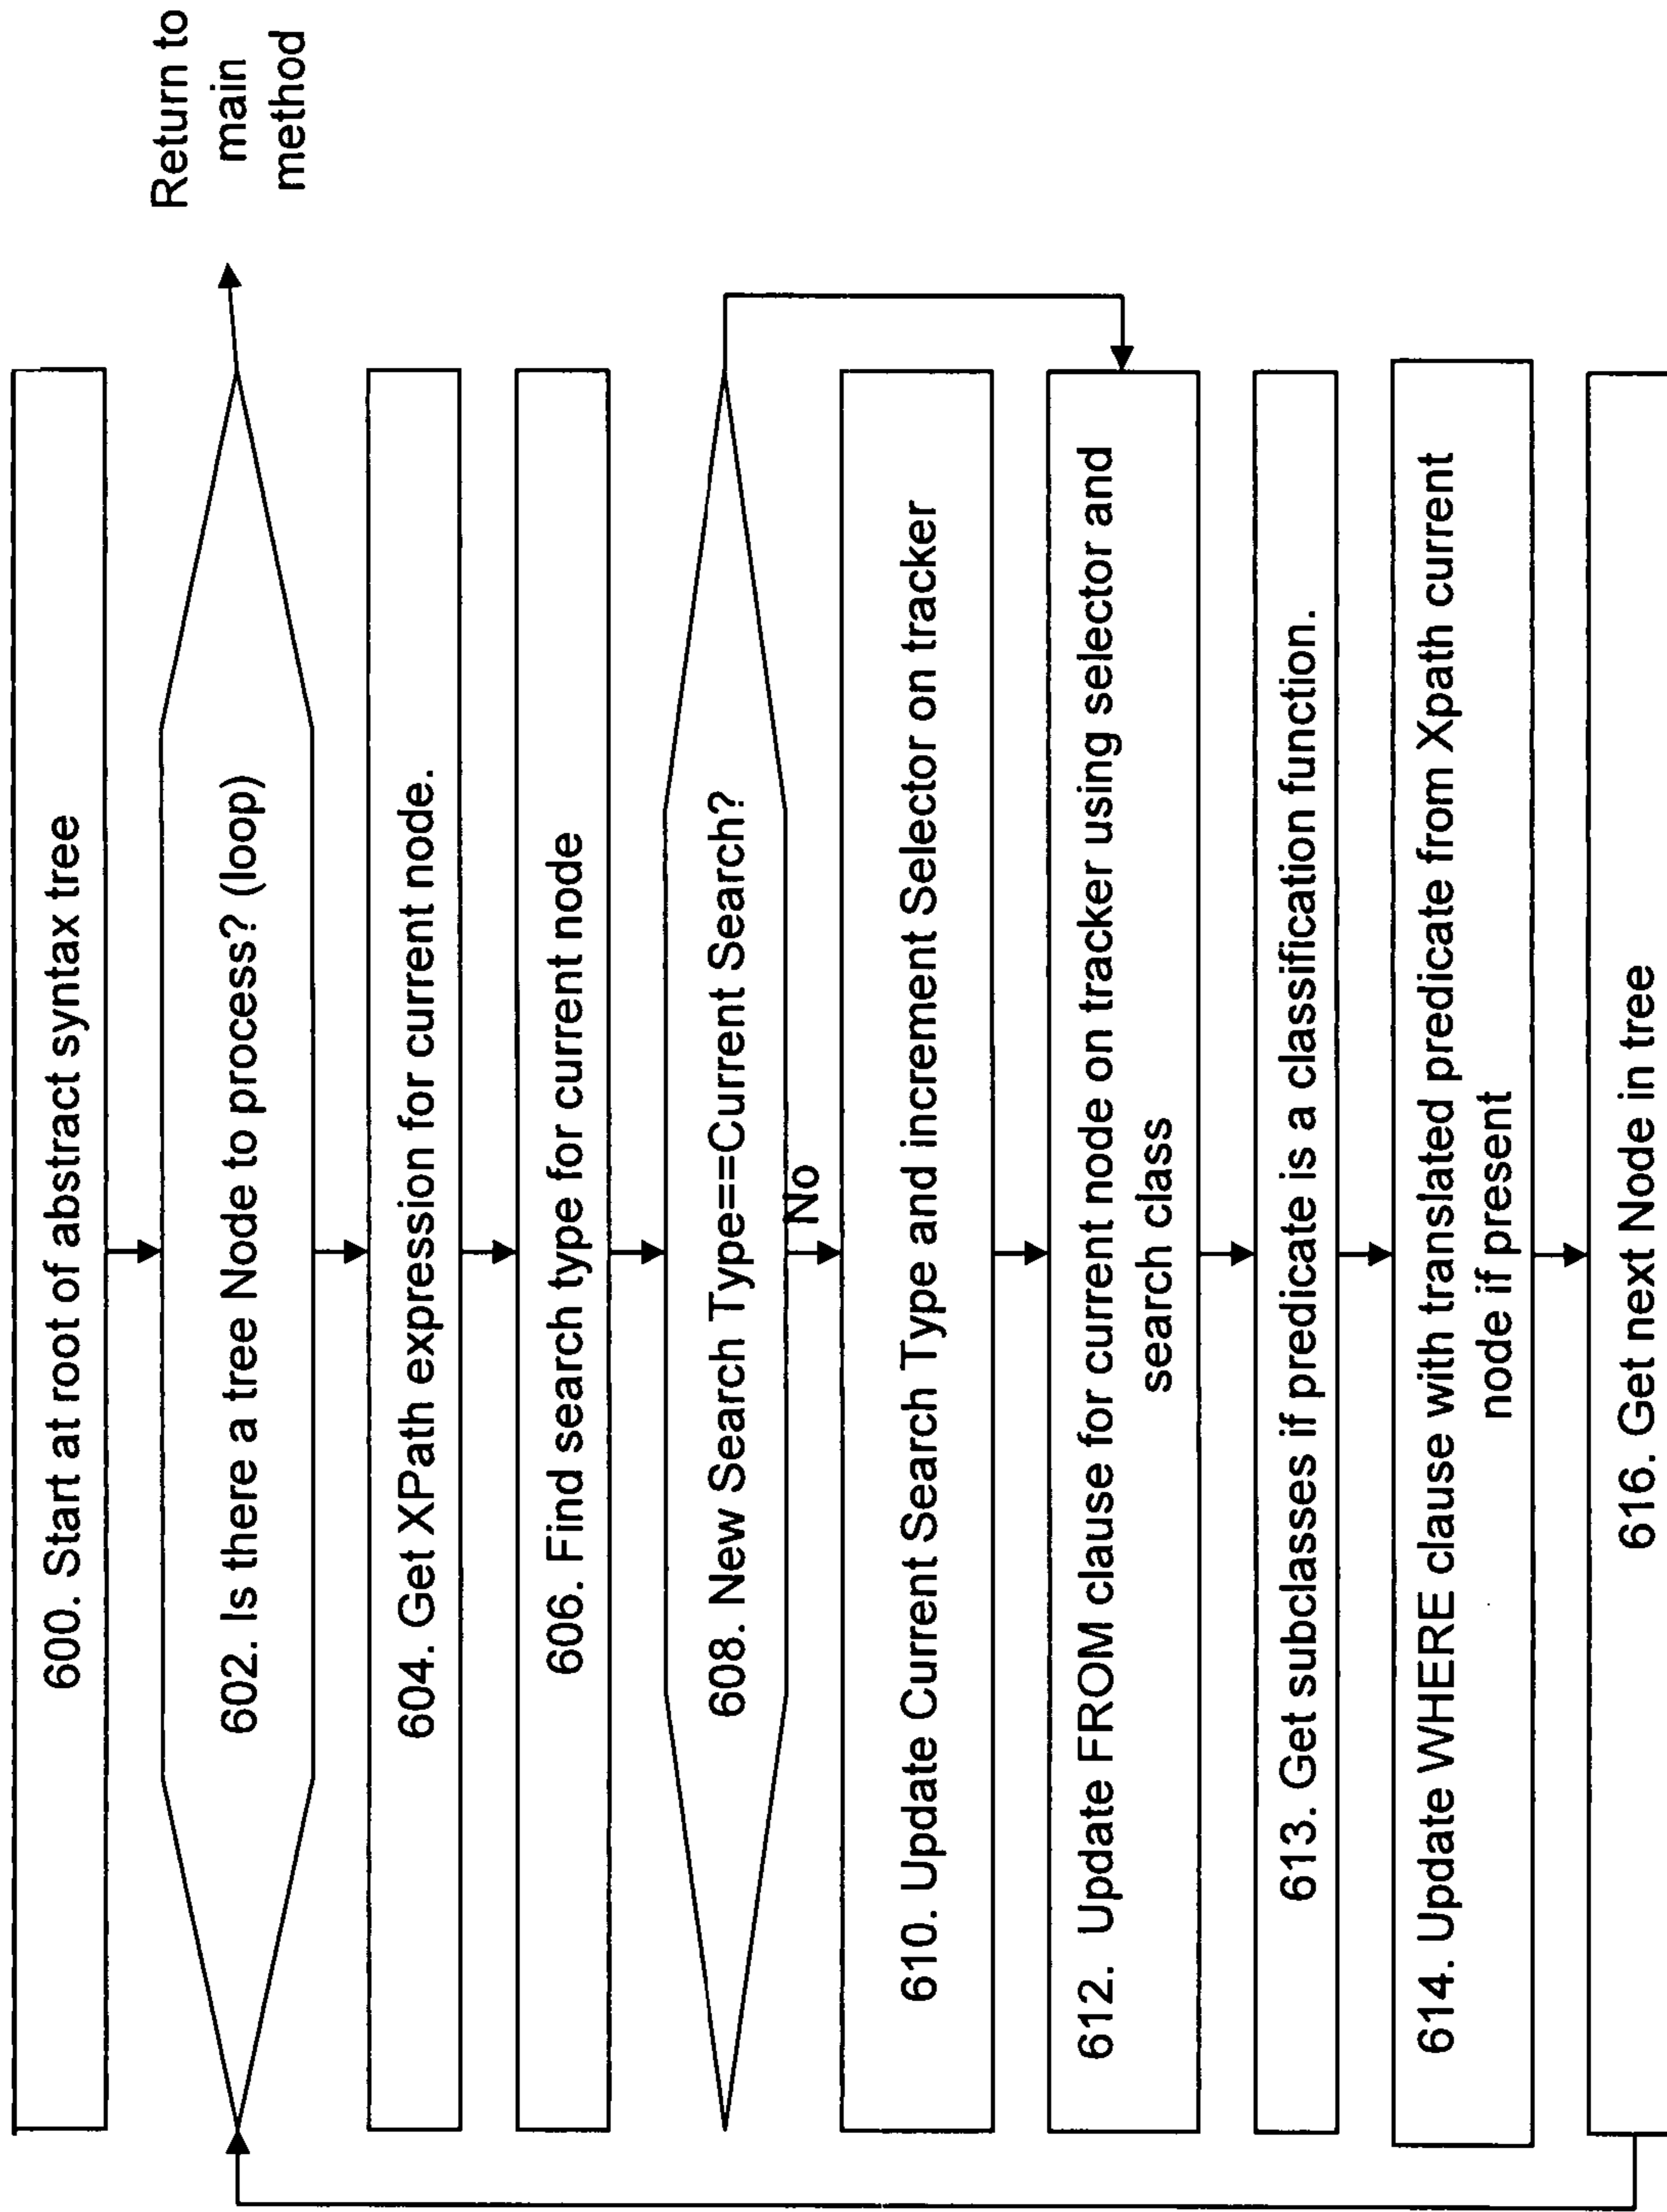 600. Start at root of abstract syntax tree
602. Is there a tree Node to process? (loop)
Return to
main
method
604. Get XPath expression for current node.
606. Find search type for current node
608. New Search Type==Current Search?
No
610. Update Current Search Type and increment Selector on tracker
612. Update FROM clause for current node on tracker using selector and
search class
613. Get subclasses if predicate is a classification function.
614. Update WHERE clause with translated predicate from Xpath current
node if present
616. Get next Node in tree